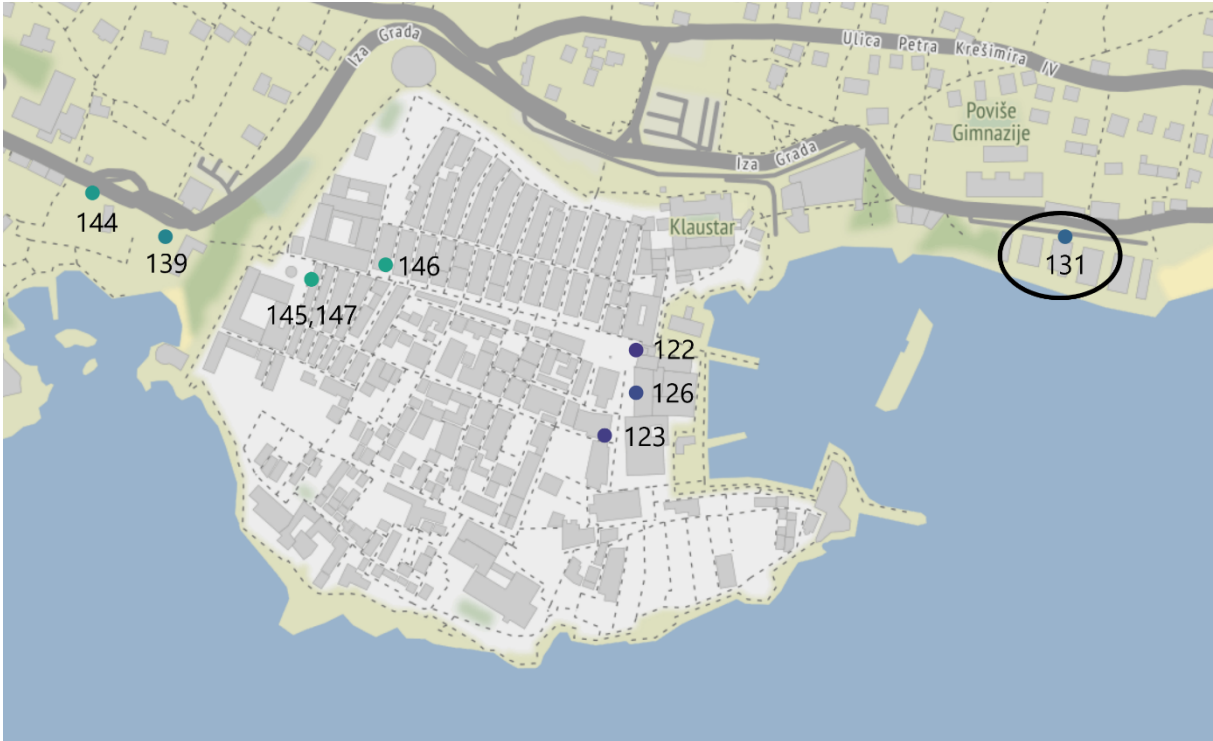 Iza Grada
Ulica Petra Krešimira IV
Poviše
Gimnazije
Iza Grada
144
Klaustar
139
146
131
145,147
122
126
123